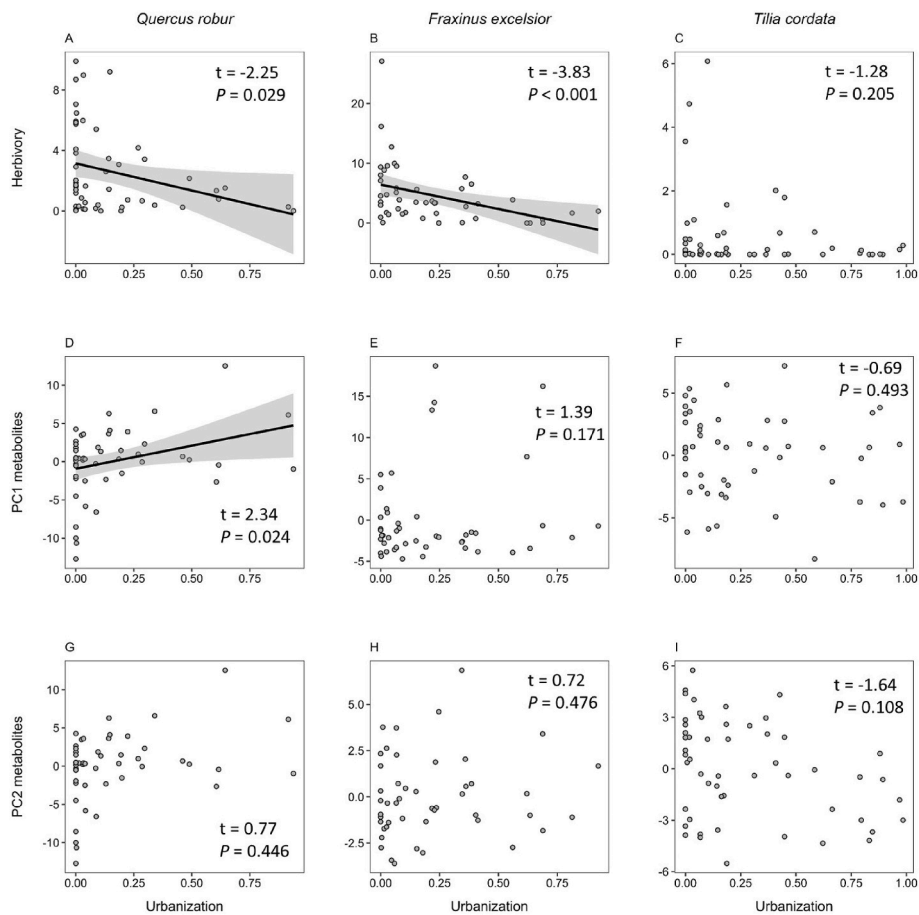 Quercus robur Fraxinus excelsior Tilia cordata
A B C
Herbivory
8
4
0
t = -2.25
P = 0.029
0.00 0.25 0.50 0.75
20
10
0
t = -3.83
P < 0.001
0.00 0.25 0.50 0.75
6
4
2
0
t = -1.28
P = 0.205
0.00 0.25 0.50 0.75 1.00
D E F
PC1 metabolites
10
5
0
-5
-10
t = 2.34
P = 0.024
0.00 0.25 0.50 0.75
15
10
5
0
-5
t = 1.39
P = 0.171
0.00 0.25 0.50 0.75
5
0
-5
t = -0.69
P = 0.493
0.00 0.25 0.50 0.75 1.00
G H I
PC2 metabolites
10
5
0
-5
-10
t = 0.77
P = 0.446
0.00 0.25 0.50 0.75
Urbanization
5.0
2.5
0.0
-2.5
t = 0.72
P = 0.476
0.00 0.25 0.50 0.75
Urbanization
6
3
0
-3
-6
t = -1.64
P = 0.108
0.00 0.25 0.50 0.75 1.00
Urbanization